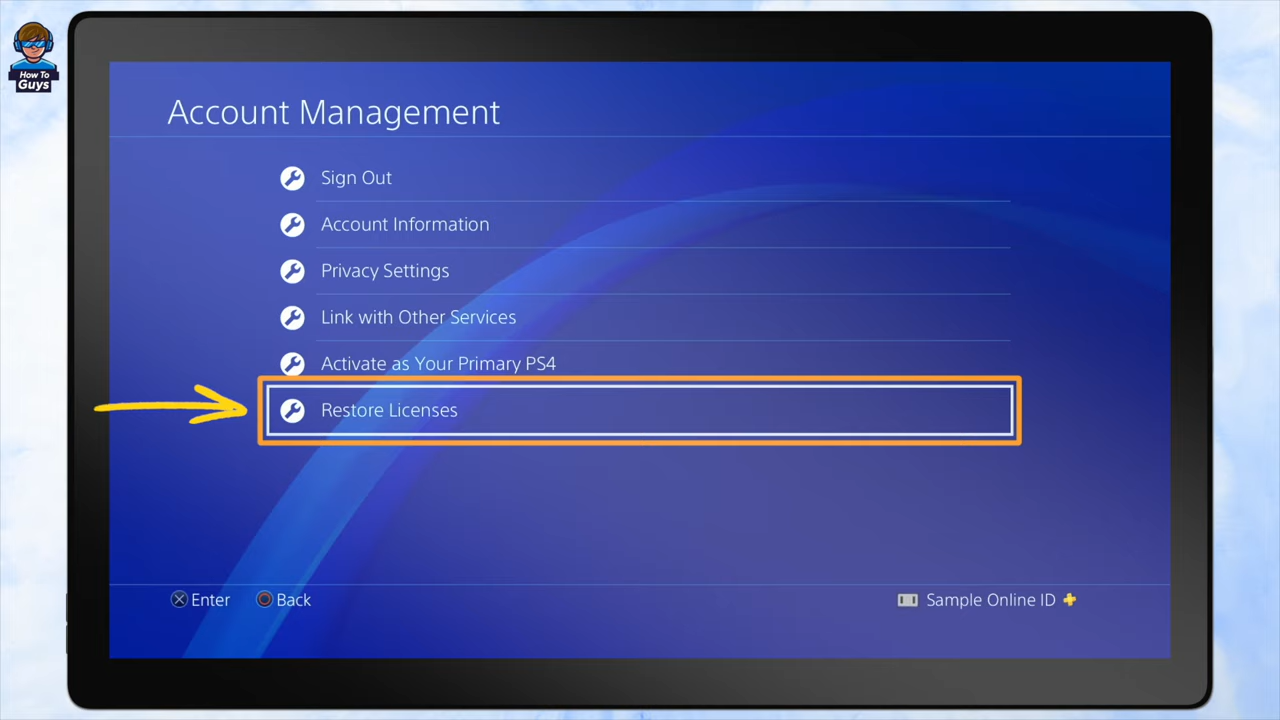 How To
Guys
Account Management
Sign Out
Account Information
Privacy Settings
Link with Other Services
Activate as Your Primary PS4
Restore Licenses
Enter Back
Sample Online ID